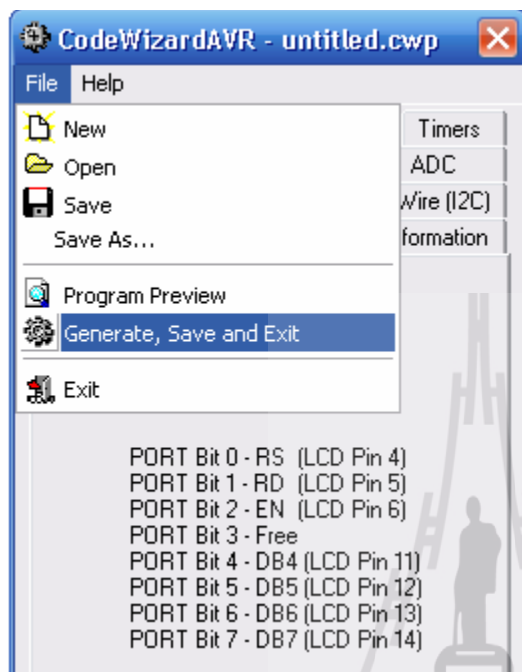 CodeWizardAVR - untitled.cwp
File Help
New
Timers
Open
ADC
Save
Wire (I2C)
Save As...
formation
Program Preview
Generate, Save and Exit
Exit
PORT Bit 0 - RS (LCD Pin 4)
PORT Bit 1 - RD (LCD Pin 5)
PORT Bit 2 - EN (LCD Pin 6)
PORT Bit 3 - Free
PORT Bit 4 - DB4 (LCD Pin 11)
PORT Bit 5 - DB5 (LCD Pin 12)
PORT Bit 6 - DB6 (LCD Pin 13)
PORT Bit 7 - DB7 (LCD Pin 14)